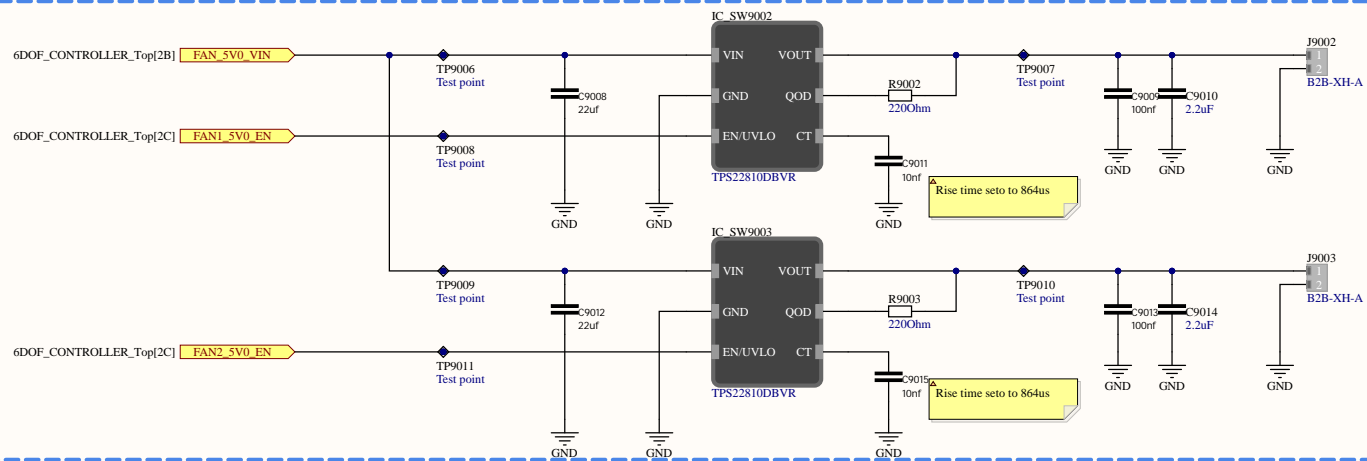 IC_SW9002
6DOF_CONTROLLER_Top[2B] FAN_5V0_VIN
TP9006
Test point
VIN VOUT
TP9007
Test point
J9002
1
2
B2B-XH-A
C9008
22uf
GND QOD
R9002
220Ohm
C9009
100nf
C9010
2.2uF
6DOF_CONTROLLER_Top[2C] FAN1_5V0_EN
TP9008
Test point
EN/UVLO CT
C9011
10nf
TPS22810DBVR
Rise time seto to 864us
GND
GND
GND
GND
GND
GND
IC_SW9003
TP9009
Test point
VIN VOUT
TP9010
Test point
J9003
1
2
B2B-XH-A
C9012
22uf
GND QOD
R9003
220Ohm
C9013
100nf
C9014
2.2uF
6DOF_CONTROLLER_Top[2C] FAN2_5V0_EN
TP9011
Test point
EN/UVLO CT
C9015
10nf
TPS22810DBVR
Rise time seto to 864us
GND
GND
GND
GND
GND
GND